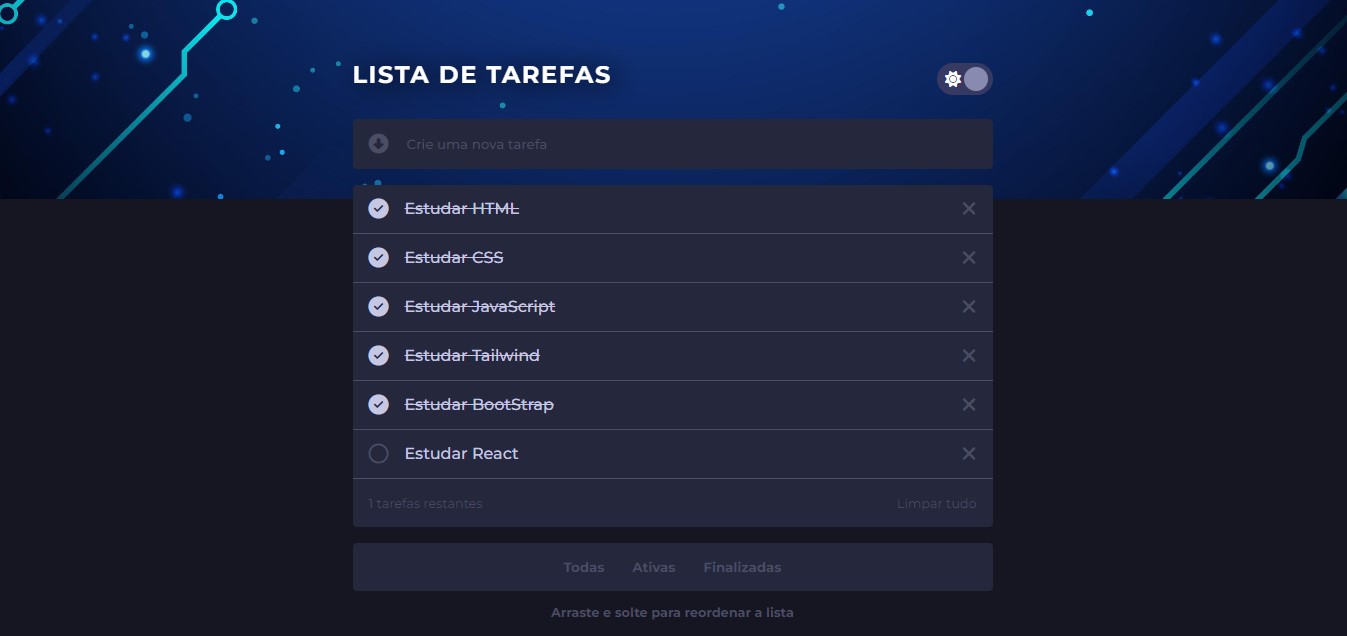 LISTA DE TAREFAS
Crie uma nova tarefa
Estudar HTML
Estudar CSS
Estudar JavaScript
Estudar Tailwind
Estudar BootStrap
Estudar React
1 tarefas restantes Limpar tudo
Todas Ativas Finalizadas
Arraste e solte para reordenar a lista